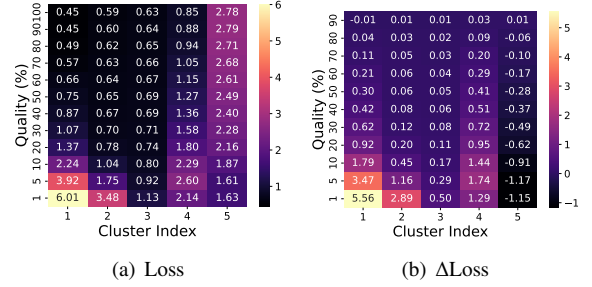 100 0.45 0.59 0.63 0.85 2.78
90 0.45 0.60 0.64 0.88 2.79
80 0.49 0.62 0.64 0.94 2.71
70 0.57 0.63 0.66 1.05 2.68
60 0.66 0.64 0.66 1.15 2.61
50 0.75 0.65 0.69 1.27 2.49
40 0.87 0.67 0.69 1.36 2.40
30 1.07 0.70 0.71 1.58 2.28
20 1.37 0.78 0.74 1.80 2.16
10 2.24 1.04 0.80 2.29 1.87
5 3.92 1.75 0.92 2.60 1.61
1 6.01 3.48 1.13 2.14 1.63
1 2 3 4 5
Quality (%)
Cluster Index
6
5
4
3
2
1
(a) Loss
90 -0.01 0.01 0.01 0.03 0.01
80 0.04 0.03 0.02 0.09 -0.06
70 0.11 0.05 0.03 0.20 -0.10
60 0.21 0.06 0.04 0.29 -0.17
50 0.30 0.06 0.05 0.41 -0.28
40 0.42 0.08 0.06 0.51 -0.37
30 0.62 0.12 0.08 0.72 -0.49
20 0.92 0.20 0.11 0.95 -0.62
10 1.79 0.45 0.17 1.44 -0.91
5 3.47 1.16 0.29 1.74 -1.17
1 5.56 2.89 0.50 1.29 -1.15
1 2 3 4 5
Quality (%)
Cluster Index
5
4
3
2
1
0
−1
(b) ΔLoss